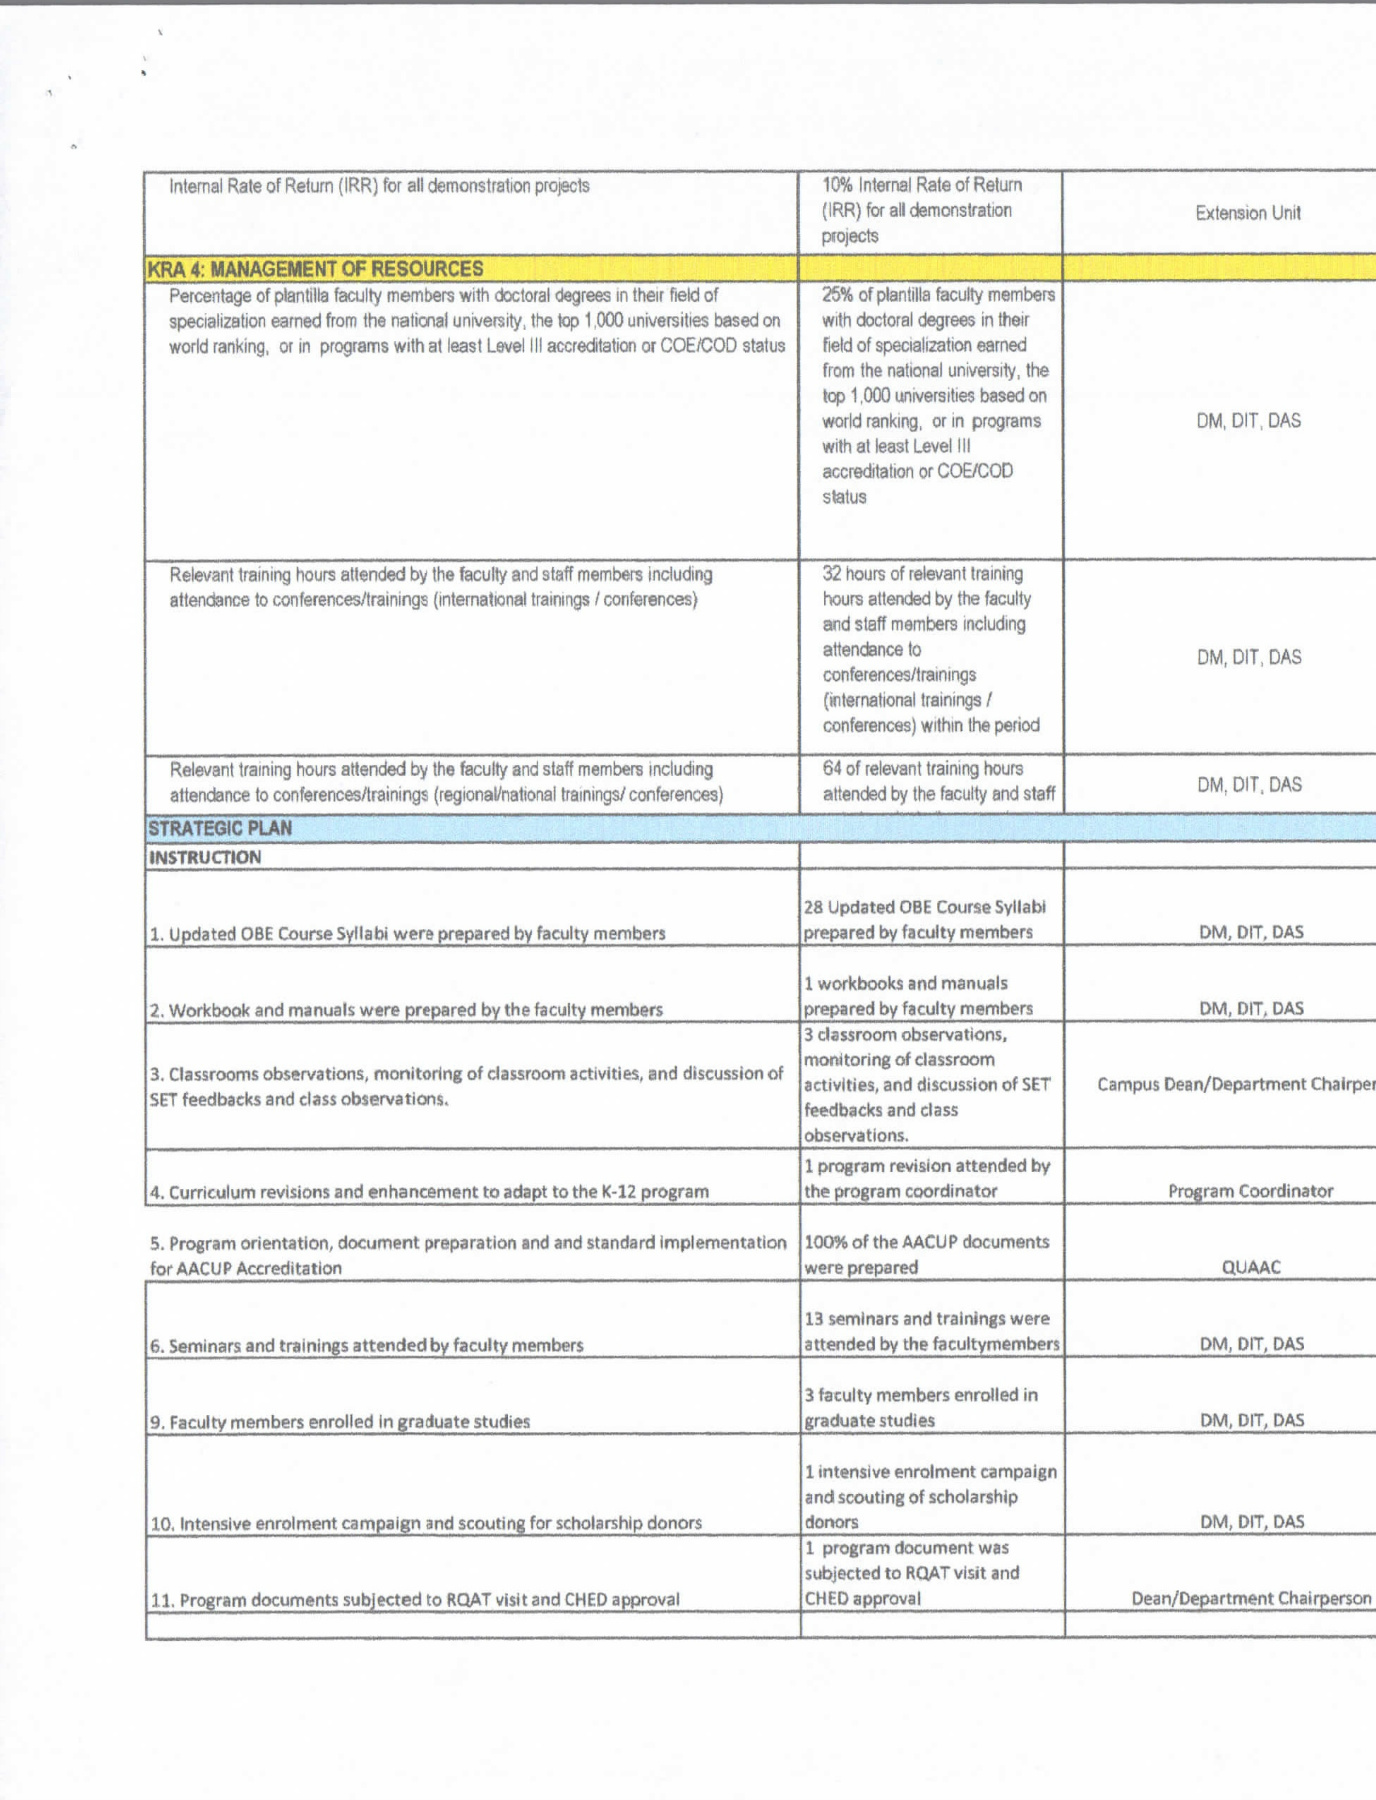 Internal Rate of Return (IRR) for all demonstration projects
10% Internal Rate of Return
(IRR) for all demonstration
projects
Extension Unit
KRA 4: MANAGEMENT OF RESOURCES
Percentage of plantilla faculty members with doctoral degrees in their field of
specialization earned from the national university, the top 1,000 universities based on
world ranking, or in programs with at least Level III accreditation or COE/COD status
25% of plantilla faculty members
with doctoral degrees in their
field of specialization earned
from the national university, the
top 1,000 universities based on
world ranking, or in programs
with at least Level III
accreditation or COE/COD
status
DM, DIT, DAS
Relevant training hours attended by the faculty and staff members including
attendance to conferences/trainings (international trainings / conferences)
32 hours of relevant training
hours attended by the faculty
and staff members including
attendance to
conferences/trainings
(international trainings /
conferences) within the period
DM, DIT, DAS
Relevant training hours attended by the faculty and staff members including
attendance to conferences/trainings (regional/national trainings/ conferences)
64 of relevant training hours
attended by the faculty and staff
DM, DIT, DAS
STRATEGIC PLAN
INSTRUCTION
1. Updated OBE Course Syllabi were prepared by faculty members
28 Updated OBE Course Syllabi
prepared by faculty members
DM, DIT, DAS
2. Workbook and manuals were prepared by the faculty members
1 workbooks and manuals
prepared by faculty members
DM, DIT, DAS
3. Classrooms observations, monitoring of classroom activities, and discussion of
SET feedbacks and class observations.
3 classroom observations,
monitoring of classroom
activities, and discussion of SET
feedbacks and class
observations.
Campus Dean/Department Chairper
4. Curriculum revisions and enhancement to adapt to the K-12 program
1 program revision attended by
the program coordinator
Program Coordinator
5. Program orientation, document preparation and and standard implementation
for AACUP Accreditation
100% of the AACUP documents
were prepared
QUAAC
6. Seminars and trainings attended by faculty members
13 seminars and trainings were
attended by the facultymembers
DM, DIT, DAS
9. Faculty members enrolled in graduate studies
3 faculty members enrolled in
graduate studies
DM, DIT, DAS
10. Intensive enrolment campaign and scouting for scholarship donors
1 intensive enrolment campaign
and scouting of scholarship
donors
DM, DIT, DAS
11. Program documents subjected to RQAT visit and CHED approval
1 program document was
subjected to RQAT visit and
CHED approval
Dean/Department Chairperson